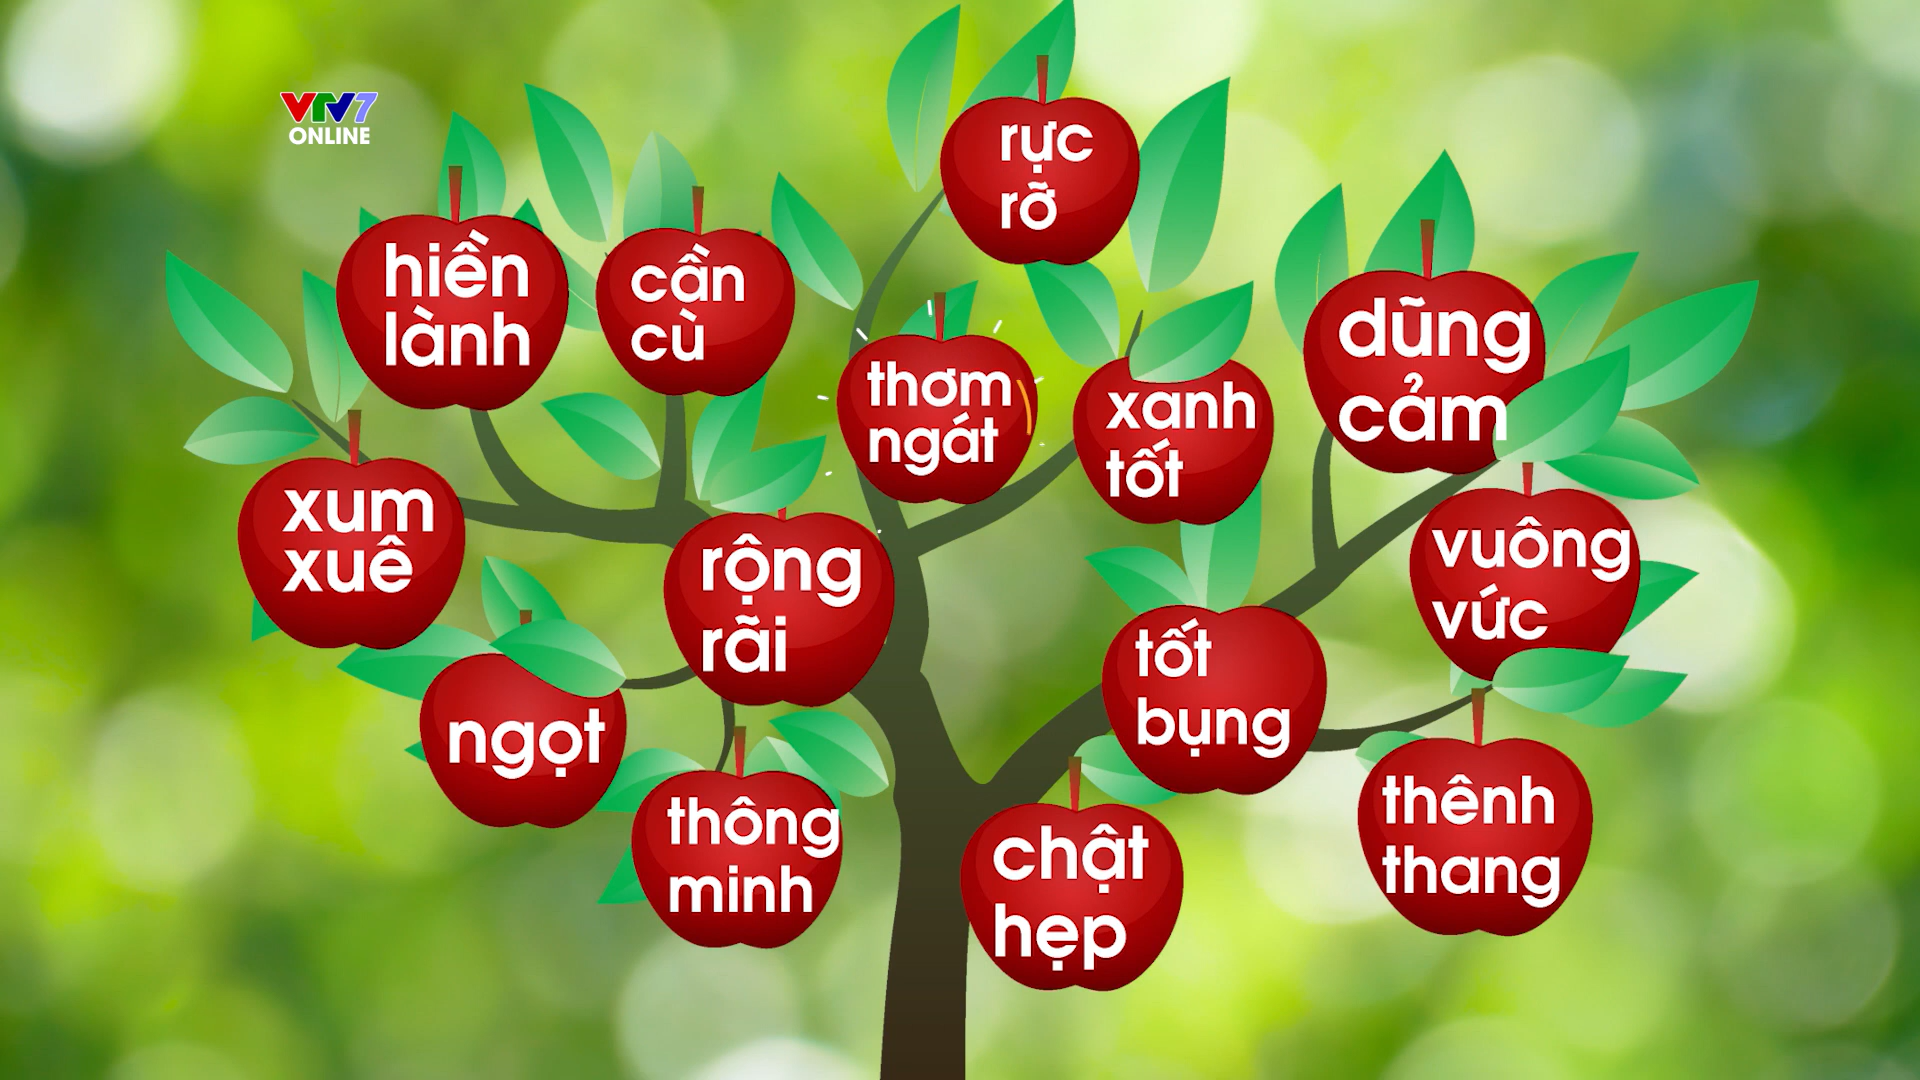 VTV7
ONLINE
rực
rỡ
hiền
lành
cần
cù
thơm
ngát
xanh
tốt
dũng
cảm
xum
xuê
rộng
rãi
vuông
vức
ngọt
tốt
bụng
thông
minh
chật
hẹp
thênh
thang